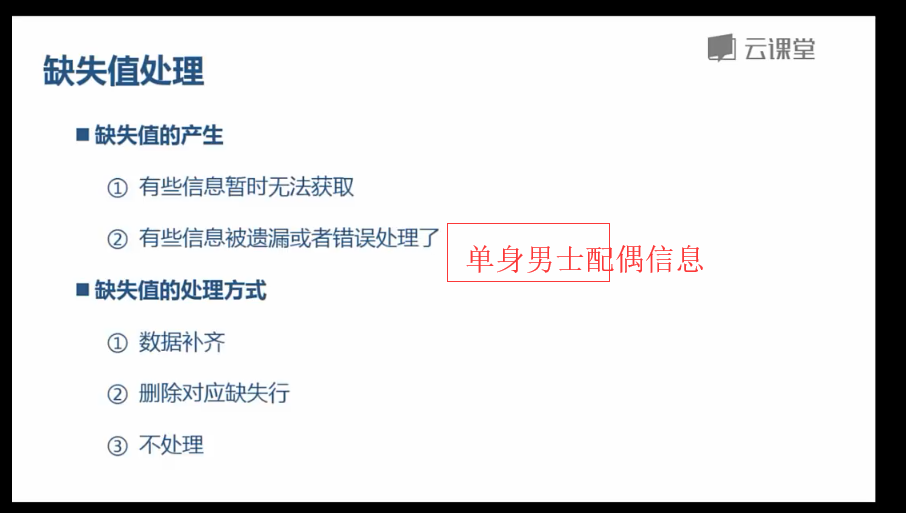 云课堂
缺失值处理
■ 缺失值的产生
① 有些信息暂时无法获取
② 有些信息被遗漏或者错误处理了
单身男士配偶信息
■ 缺失值的处理方式
① 数据补齐
② 删除对应缺失行
③ 不处理